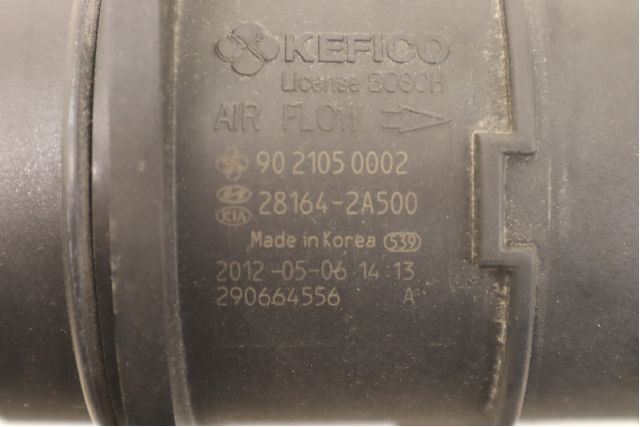 KEFICO
License BOSCH
AIR FLOW
90 2105 0002
28164-2A500
KIA
Made in Korea 539
2012-05-06 14:13
290664556 A